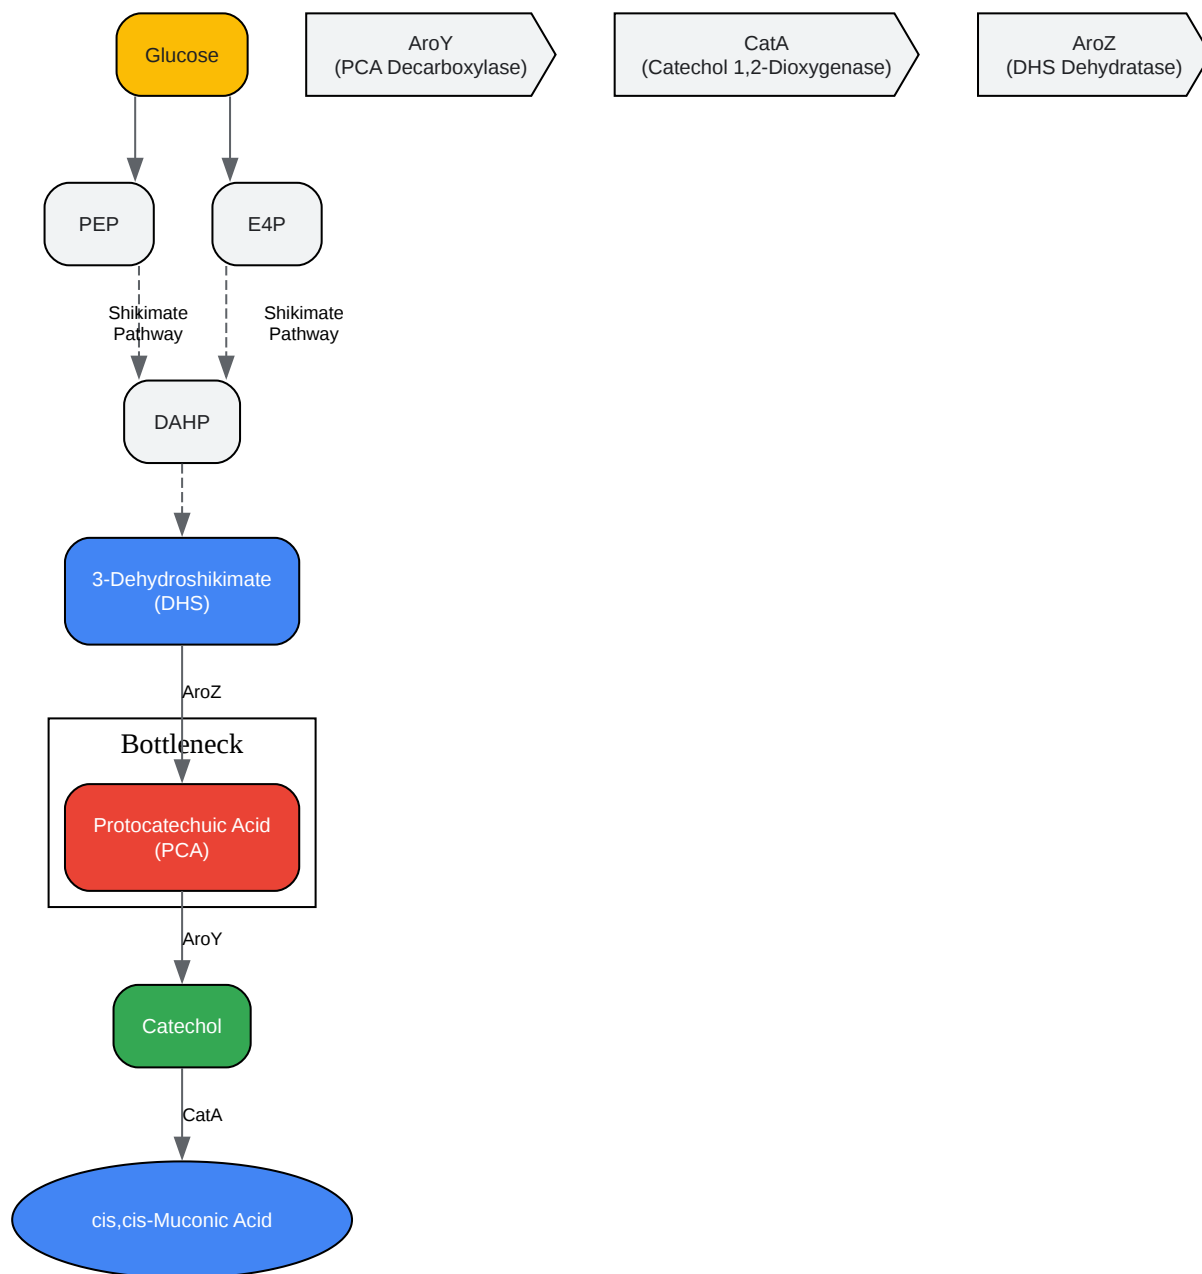 Glucose
AroY
(PCA Decarboxylase)
CatA
(Catechol 1,2-Dioxygenase)
AroZ
(DHS Dehydratase)
PEP
E4P
Shikimate
Pathway
Shikimate
Pathway
DAHP
3-Dehydroshikimate
(DHS)
AroZ
Bottleneck
Protocatechuic Acid
(PCA)
AroY
Catechol
CatA
cis,cis-Muconic Acid